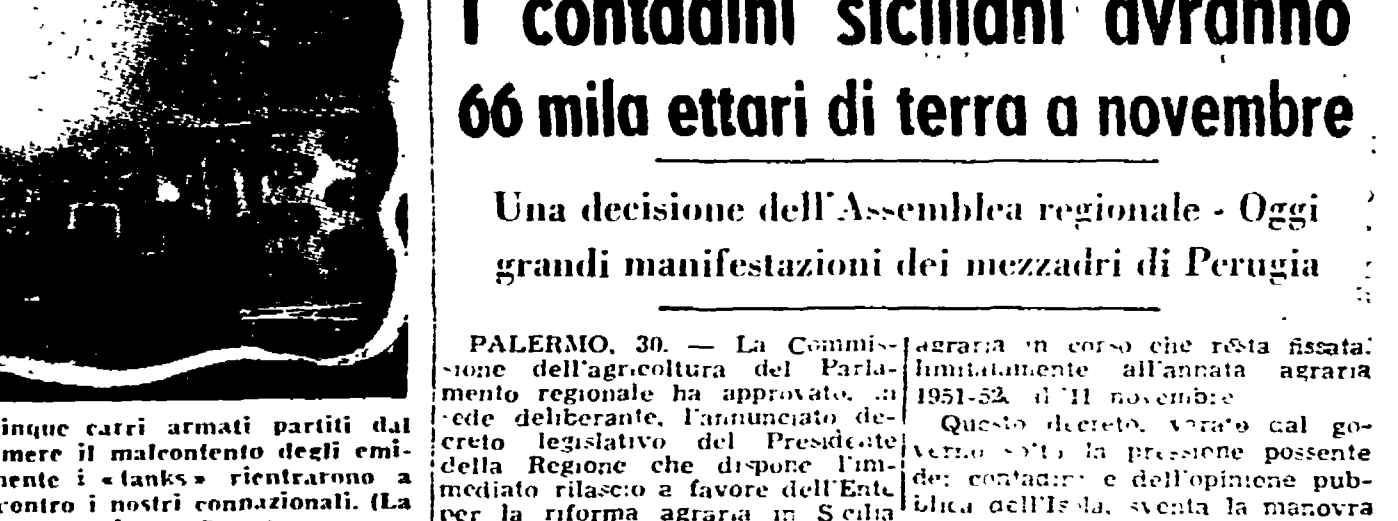 I contadini siciliani avranno
66 mila ettari di terra a novembre
Una decisione dell'Assemblea regionale - Oggi
grandi manifestazioni dei mezzadri di Perugia
PALERMO, 30. — La Commis-
sione dell'agricoltura del Parla-
mento regionale ha approvato, in
sede deliberante, l'annunciato de-
creto legislativo del Presidente
della Regione che dispone l'im-
mediato rilascio a favore dell'Ente
per la riforma agraria in Sicilia
agraria in corso che resta fissata,
limitatamente all'annata agraria
1951-52, 11 novembre
Questo decreto, varato dal go-
verno sotto la pressione possente
dei contadini e dell'opinione pub-
blica dell'Isola, sventa la manovra
inque carri armati partiti dal
mere il malcontento degli emi-
mente i «tanks» rientrarono a
contro i nostri connazionali. (La